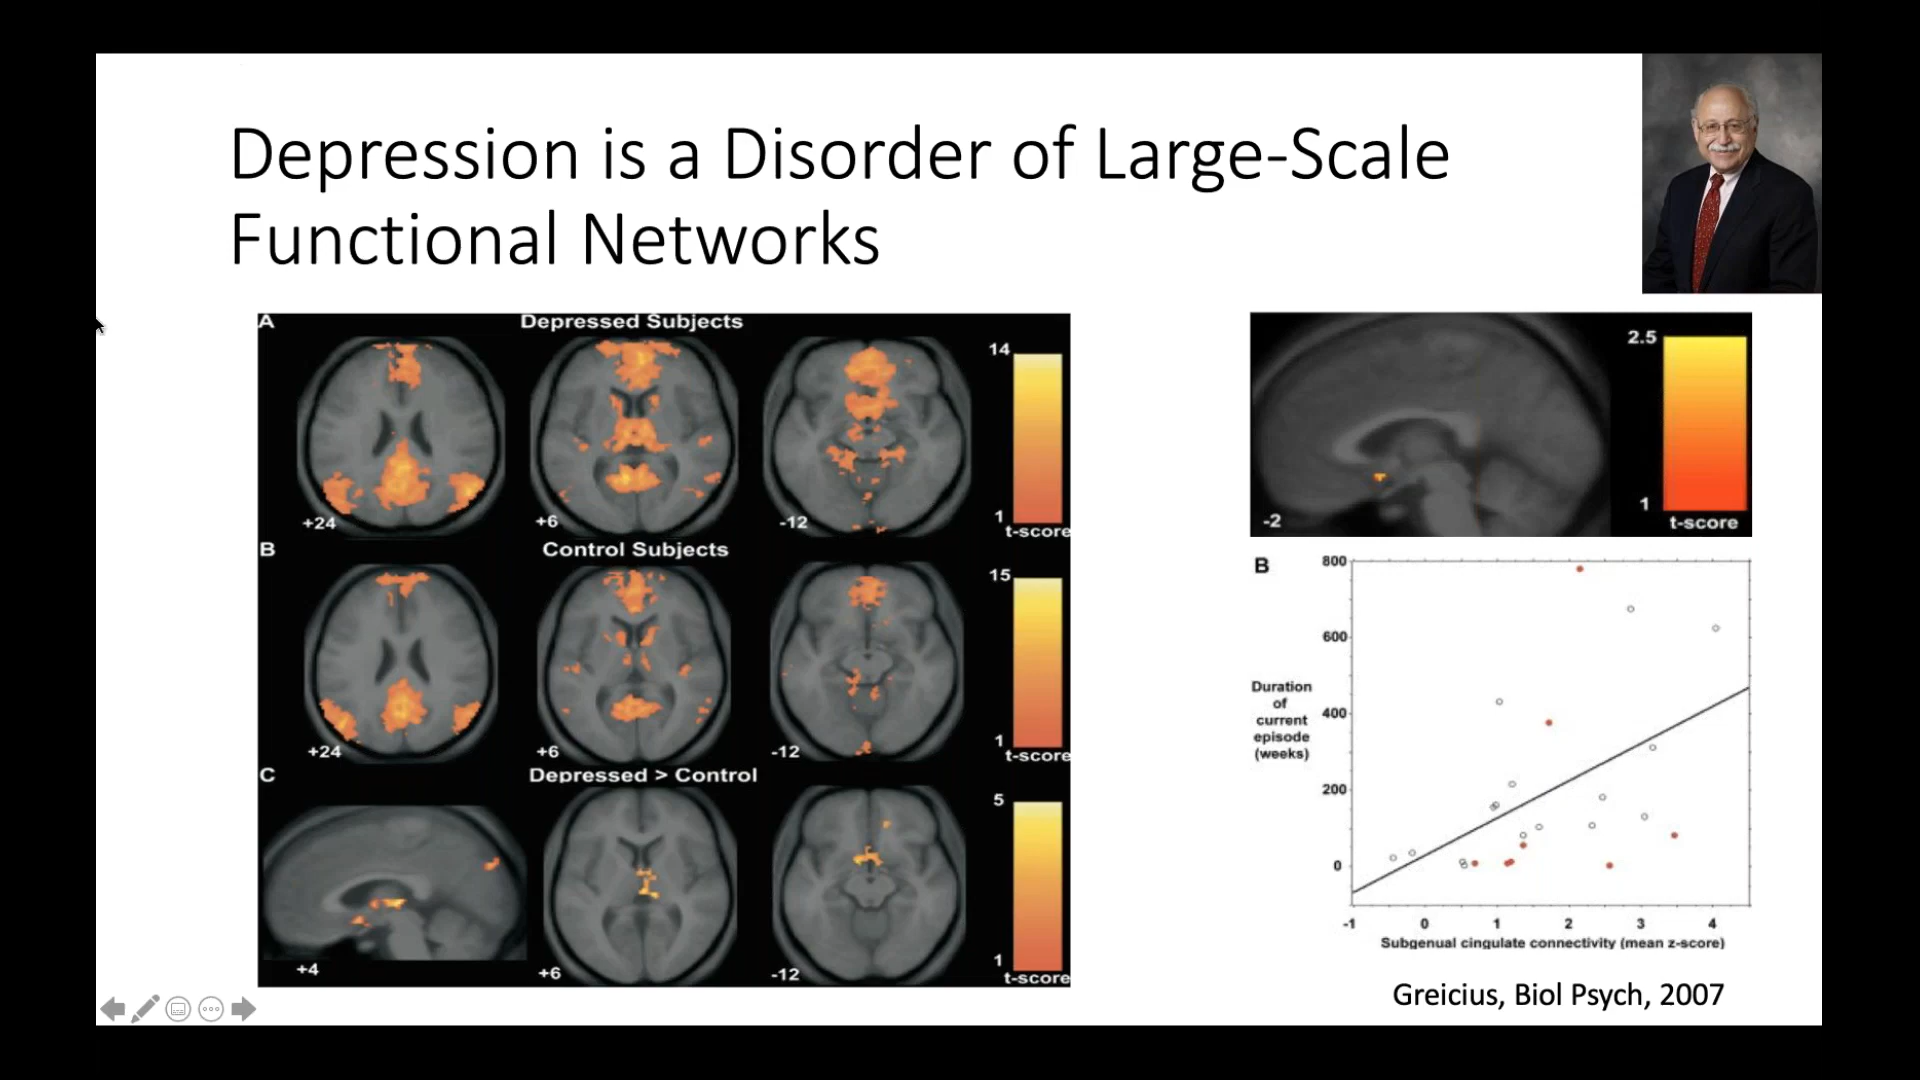 Depression is a Disorder of Large-Scale
Functional Networks
A
Depressed Subjects
14
1
t-score
+24
+6
-12
B
Control Subjects
15
1
t-score
+24
+6
-12
C
Depressed > Control
5
1
t-score
+4
+6
-12
2.5
1
t-score
-2
B
800
600
400
200
0
Duration
of
current
episode
(weeks)
-1 0 1 2 3 4
Subgenual cingulate connectivity (mean z-score)
Greicius, Biol Psych, 2007